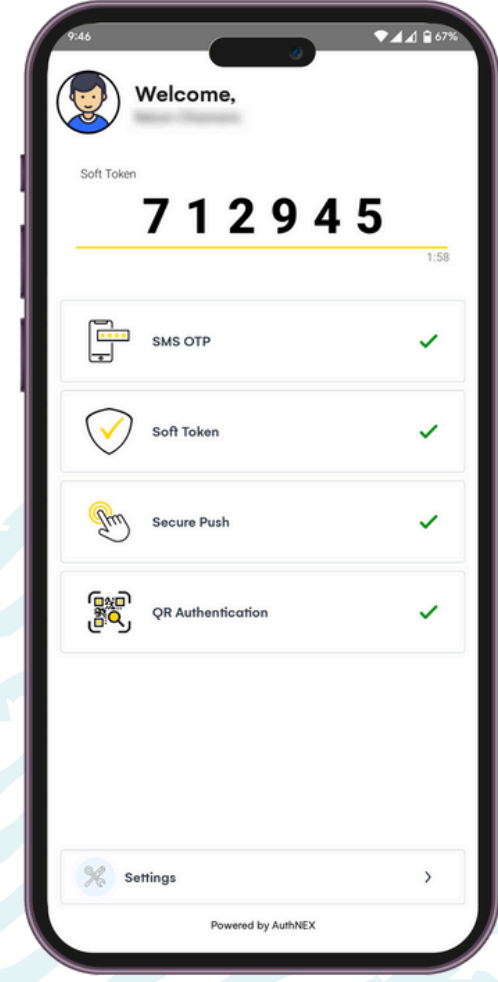 9:46 67%
Welcome,
Soft Token
712945
1:58
SMS OTP
Soft Token
Secure Push
QR Authentication
Settings
Powered by AuthNEX